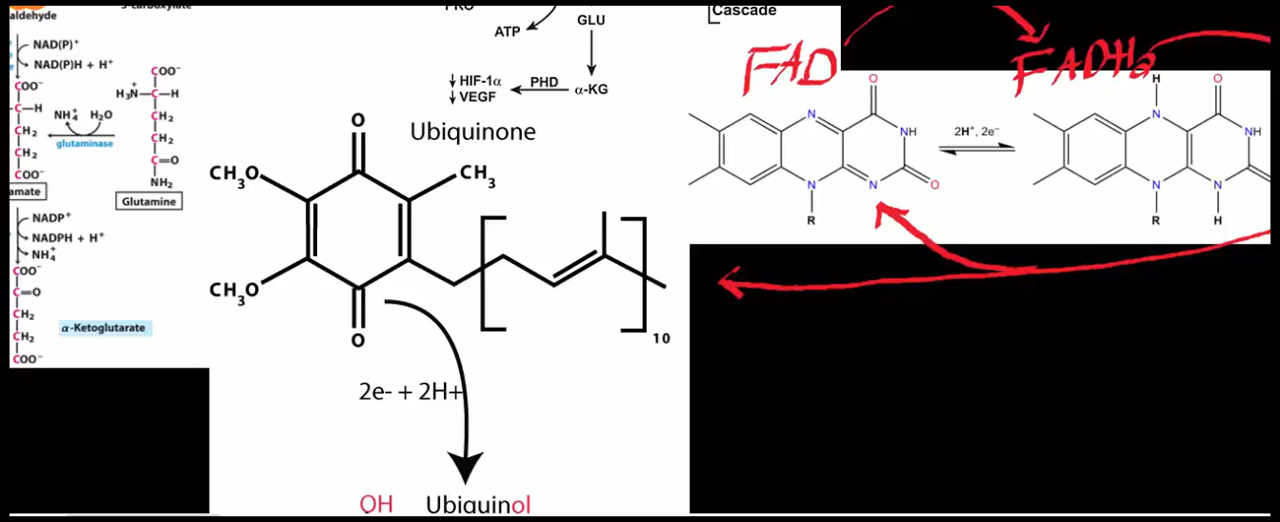 aldehyde
NAD(P)⁺
NAD(P)H + H⁺
COO⁻
C—H
CH₂
CH₂
COO⁻
amate
NADP⁺
NADPH + H⁺
NH₄⁺
COO⁻
C=O
CH₂
CH₂
COO⁻
α-Ketoglutarate
NH₄⁺ H₂O
glutaminase
COO⁻
H₃N⁺—C—H
CH₂
CH₂
C=O
NH₂
Glutamine
ATP
GLU
Cascade
↓ HIF-1α
↓ VEGF
PHD
α-KG
Ubiquinone
O
CH₃O
CH₃
CH₃O
O
10
2e- + 2H+
OH Ubiquinol
FAD
FADH₂
O
N
NH
N
N
O
R
2H⁺, 2e⁻
H
O
N
NH
N
N
R
H